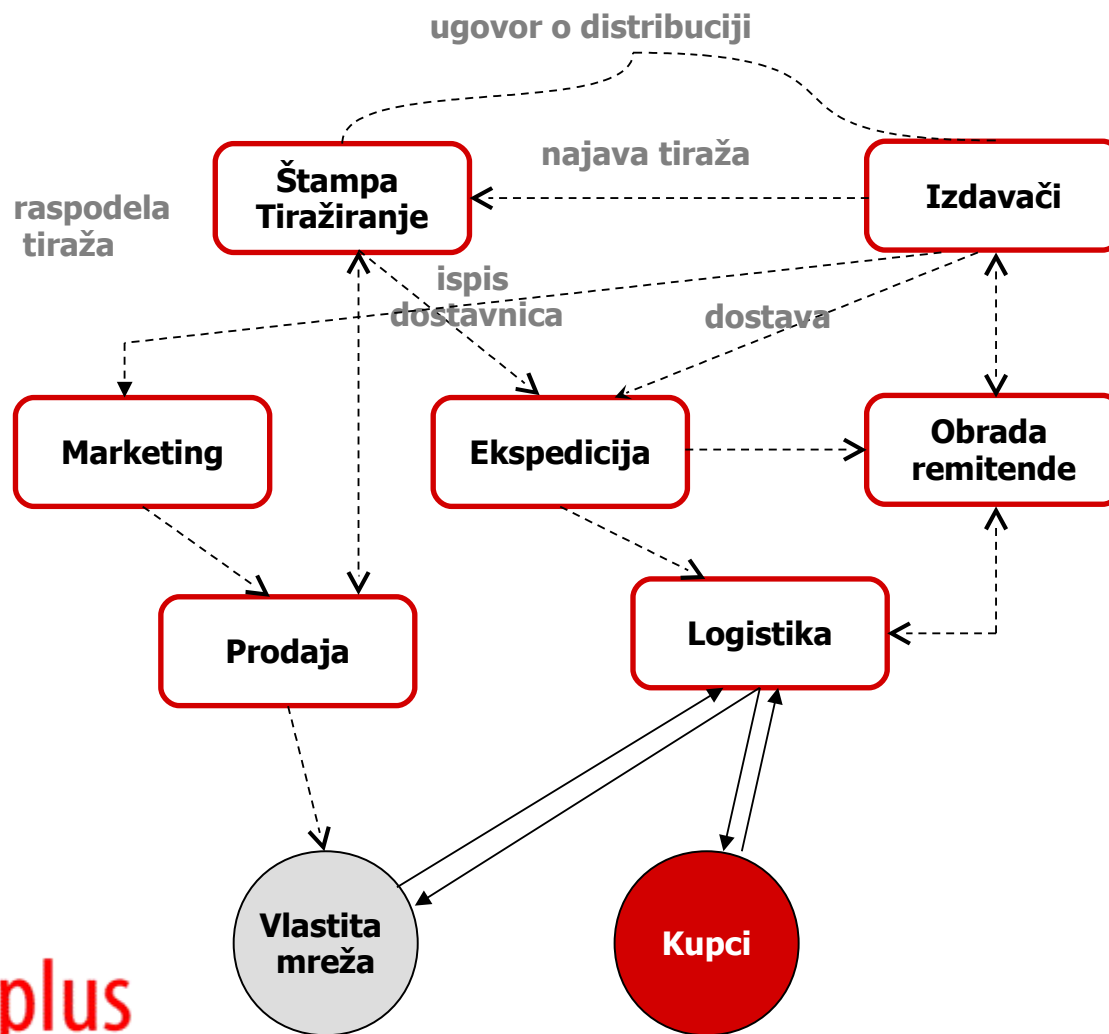 ugovor o distribuciji
najava tiraža
Štampa
Tiražiranje
Izdavači
raspodela
tiraža
ispis
dostavnica
dostava
Marketing
Ekspedicija
Obrada
remitende
Prodaja
Logistika
Vlastita
mreža
Kupci
plus